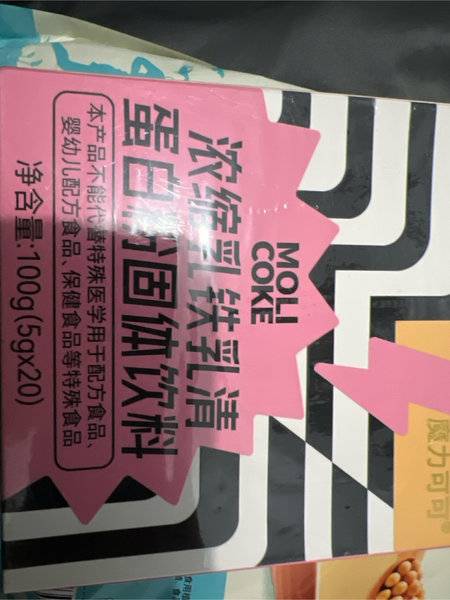 MOLI
COKE
浓缩乳铁乳清
蛋白粉固体饮料
本产品不能代替特殊医学用于配方食品、
婴幼儿配方食品、保健食品等特殊食品
净含量:100g(5gx20)
魔力可可®